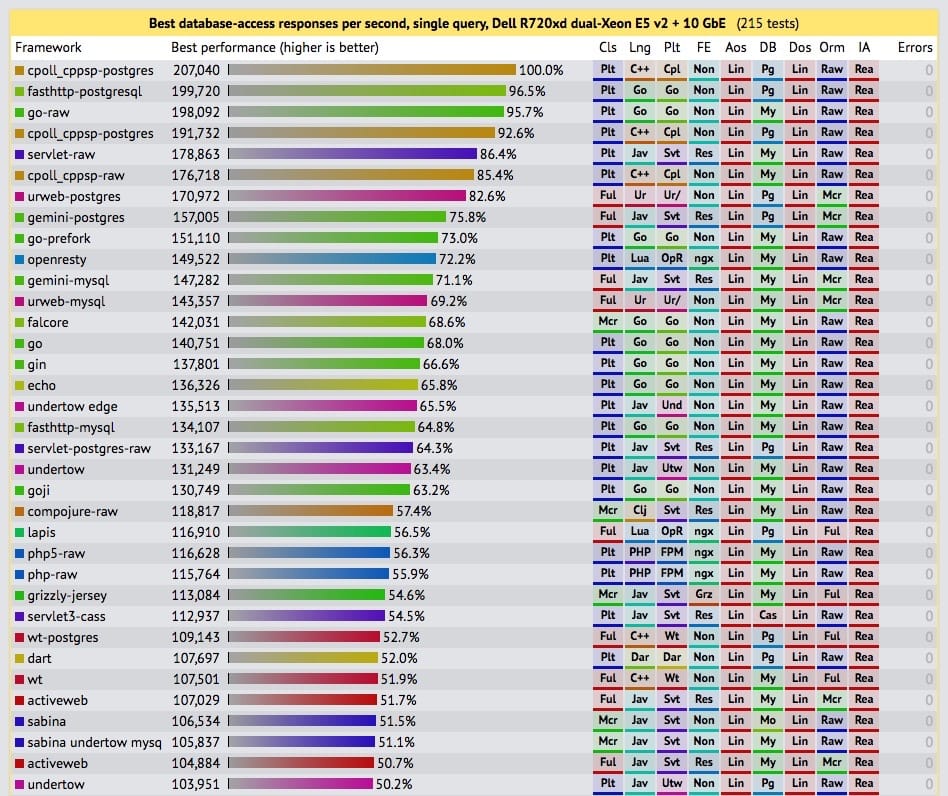 Best database-access responses per second, single query, Dell R720xd dual-Xeon E5 v2 + 10 GbE (215 tests)
Framework Best performance (higher is better) Cls Lng Plt FE Aos DB Dos Orm IA Errors
cpoll_cppsp-postgres 207,040 100.0% Plt C++ Cpl Non Lin Pg Lin Raw Rea 0
fasthttp-postgresql 199,720 96.5% Plt Go Go Non Lin Pg Lin Raw Rea 0
go-raw 198,092 95.7% Plt Go Go Non Lin My Lin Raw Rea 0
cpoll_cppsp-postgres 191,732 92.6% Plt C++ Cpl Non Lin Pg Lin Raw Rea 0
servlet-raw 178,863 86.4% Plt Jav Svt Res Lin My Lin Raw Rea 0
cpoll_cppsp-raw 176,718 85.4% Plt C++ Cpl Non Lin My Lin Raw Rea 0
urweb-postgres 170,972 82.6% Ful Ur Ur/ Non Lin Pg Lin Mcr Rea 0
gemini-postgres 157,005 75.8% Ful Jav Svt Res Lin Pg Lin Mcr Rea 0
go-prefork 151,110 73.0% Plt Go Go Non Lin My Lin Raw Rea 0
openresty 149,522 72.2% Plt Lua OpR ngx Lin My Lin Raw Rea 0
gemini-mysql 147,282 71.1% Ful Jav Svt Res Lin My Lin Mcr Rea 0
urweb-mysql 143,357 69.2% Ful Ur Ur/ Non Lin My Lin Mcr Rea 0
falcore 142,031 68.6% Mcr Go Go Non Lin My Lin Raw Rea 0
go 140,751 68.0% Plt Go Go Non Lin My Lin Raw Rea 0
gin 137,801 66.6% Plt Go Go Non Lin My Lin Raw Rea 0
echo 136,326 65.8% Plt Go Go Non Lin My Lin Raw Rea 0
undertow edge 135,513 65.5% Plt Jav Und Non Lin My Lin Raw Rea 0
fasthttp-mysql 134,107 64.8% Plt Go Go Non Lin My Lin Raw Rea 0
servlet-postgres-raw 133,167 64.3% Plt Jav Svt Res Lin Pg Lin Raw Rea 0
undertow 131,249 63.4% Plt Jav Utw Non Lin My Lin Raw Rea 0
goji 130,749 63.2% Plt Go Go Non Lin My Lin Raw Rea 0
compojure-raw 118,817 57.4% Mcr Clj Svt Res Lin My Lin Raw Rea 0
lapis 116,910 56.5% Ful Lua OpR ngx Lin Pg Lin Ful Rea 0
php5-raw 116,628 56.3% Plt PHP FPM ngx Lin My Lin Raw Rea 0
php-raw 115,764 55.9% Plt PHP FPM ngx Lin My Lin Raw Rea 0
grizzly-jersey 113,084 54.6% Mcr Jav Svt Grz Lin My Lin Ful Rea 0
servlet3-cass 112,937 54.5% Plt Jav Svt Res Lin Cas Lin Raw Rea 0
wt-postgres 109,143 52.7% Ful C++ Wt Non Lin Pg Lin Ful Rea 0
dart 107,697 52.0% Plt Dar Dar Non Lin Pg Lin Raw Rea 0
wt 107,501 51.9% Ful C++ Wt Non Lin My Lin Ful Rea 0
activeweb 107,029 51.7% Ful Jav Svt Res Lin My Lin Mcr Rea 0
sabina 106,534 51.5% Mcr Jav Svt Non Lin Mo Lin Raw Rea 0
sabina undertow mysq 105,837 51.1% Mcr Jav Svt Non Lin My Lin Raw Rea 0
activeweb 104,884 50.7% Ful Jav Svt Res Lin My Lin Mcr Rea 0
undertow 103,951 50.2% Plt Jav Utw Non Lin Pg Lin Raw Rea 0